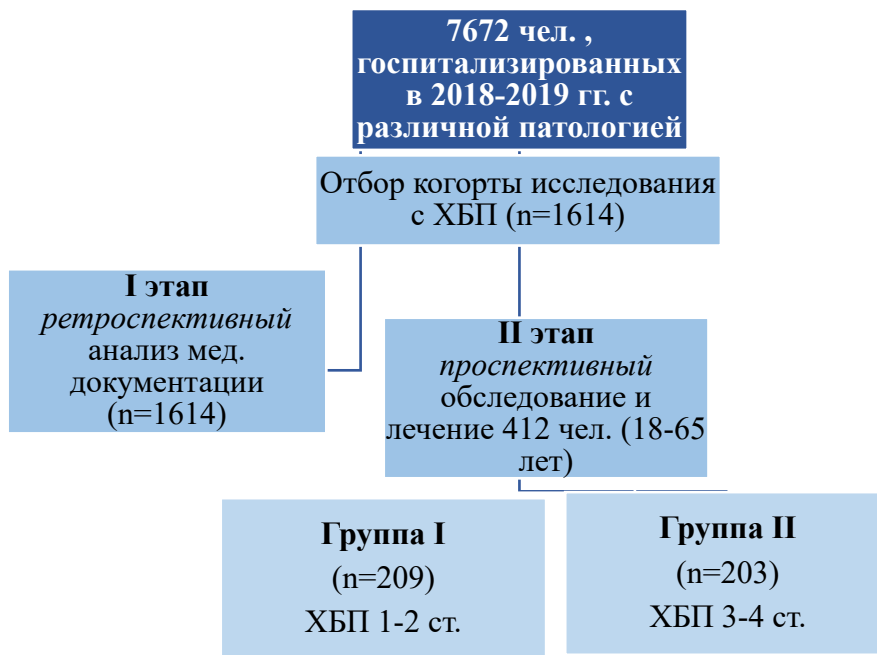 7672 чел. ,
госпитализированных
в 2018-2019 гг. с
различной патологией
Отбор когорты исследования
с ХБП (n=1614)
I этап
ретроспективный
анализ мед.
документации
(n=1614)
II этап
проспективный
обследование и
лечение 412 чел. (18-65
лет)
Группа I
(n=209)
ХБП 1-2 ст.
Группа II
(n=203)
ХБП 3-4 ст.